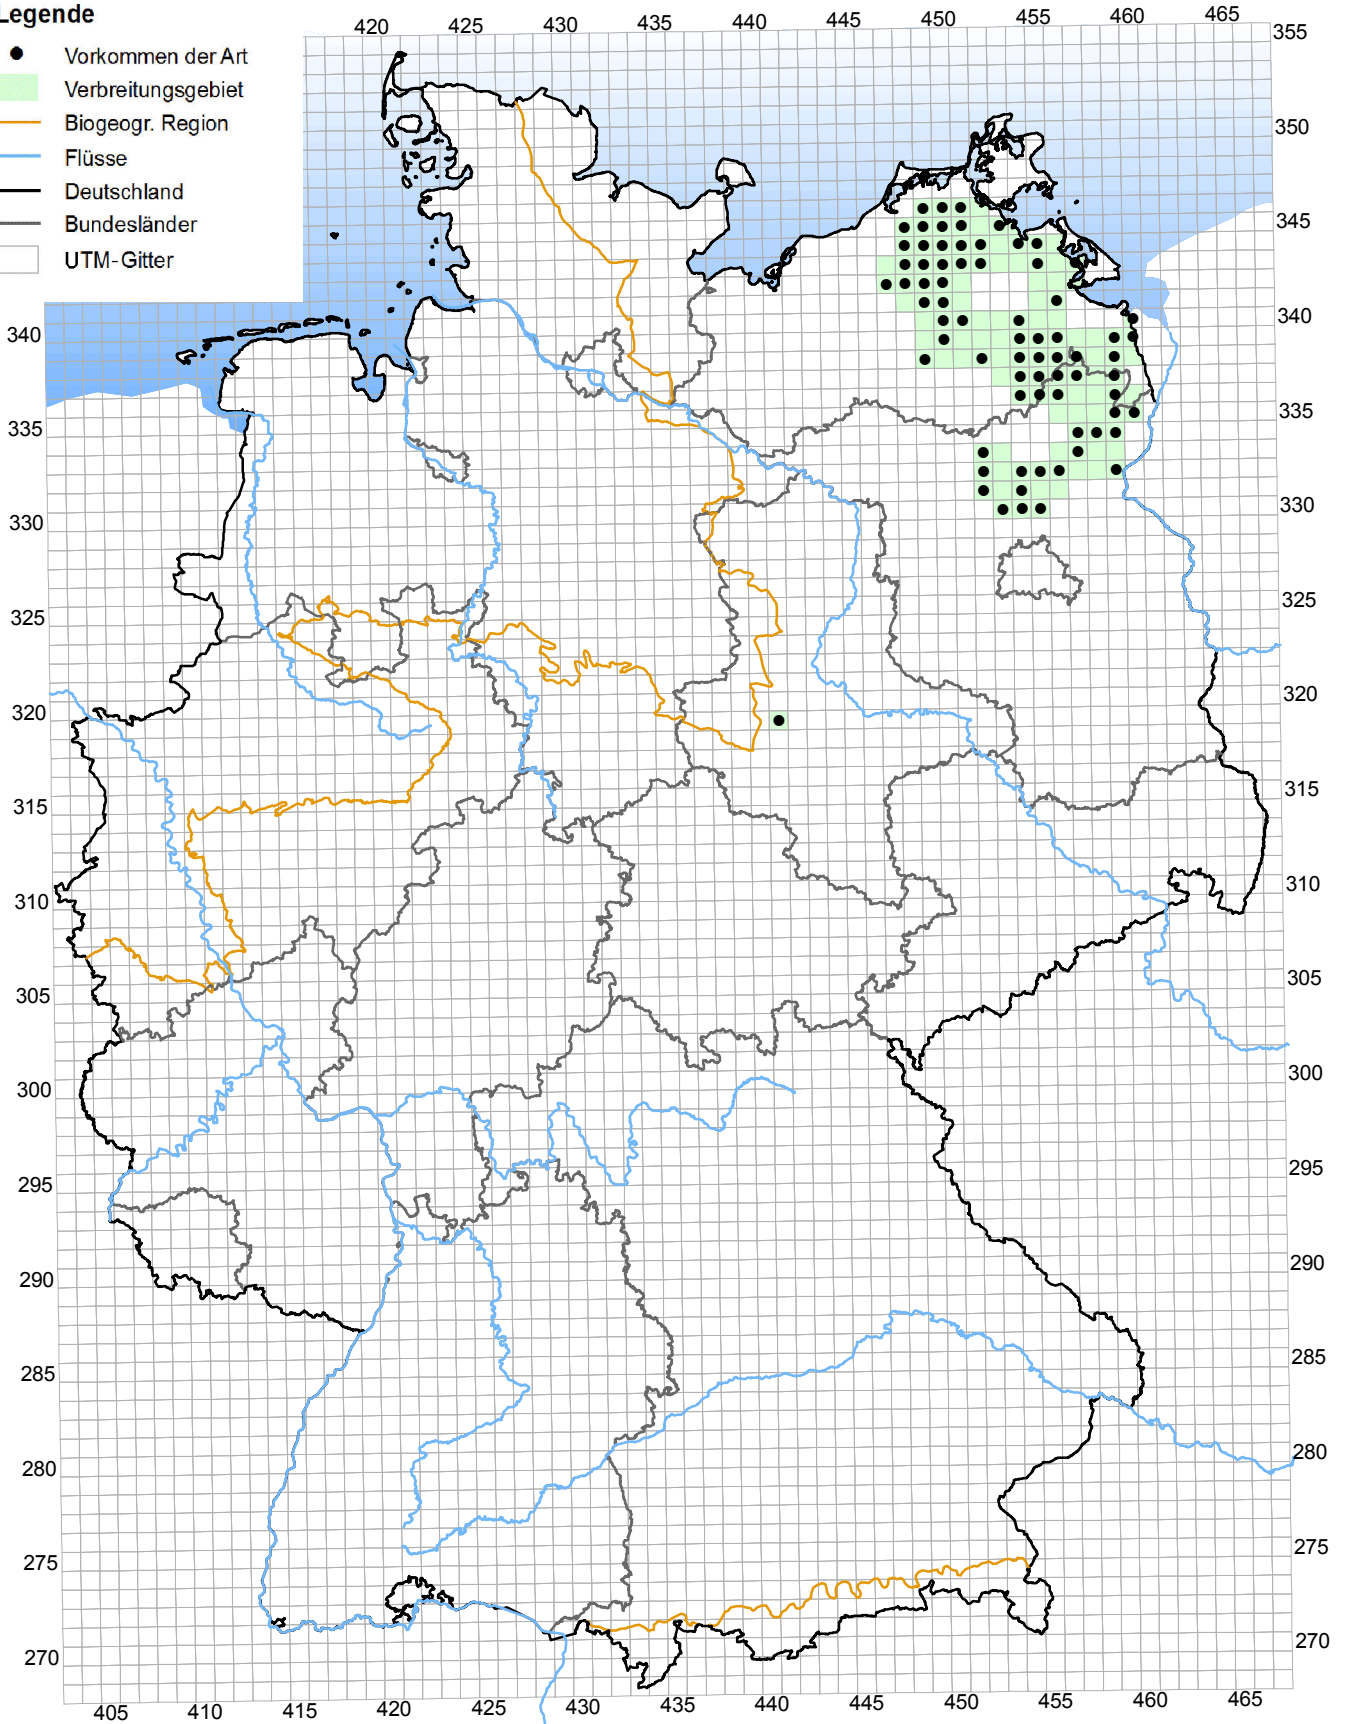 Legende
Vorkommen der Art
Verbreitungsgebiet
Biogeogr. Region
Flüsse
Deutschland
Bundesländer
UTM-Gitter
420 425 430 435 440 445 450 455 460 465
355
350
345
340 340
335 335
330 330
325 325
320 320
315 315
310 310
305 305
300 300
295 295
290 290
285 285
280 280
275 275
270 270
405 410 415 420 425 430 435 440 445 450 455 460 465